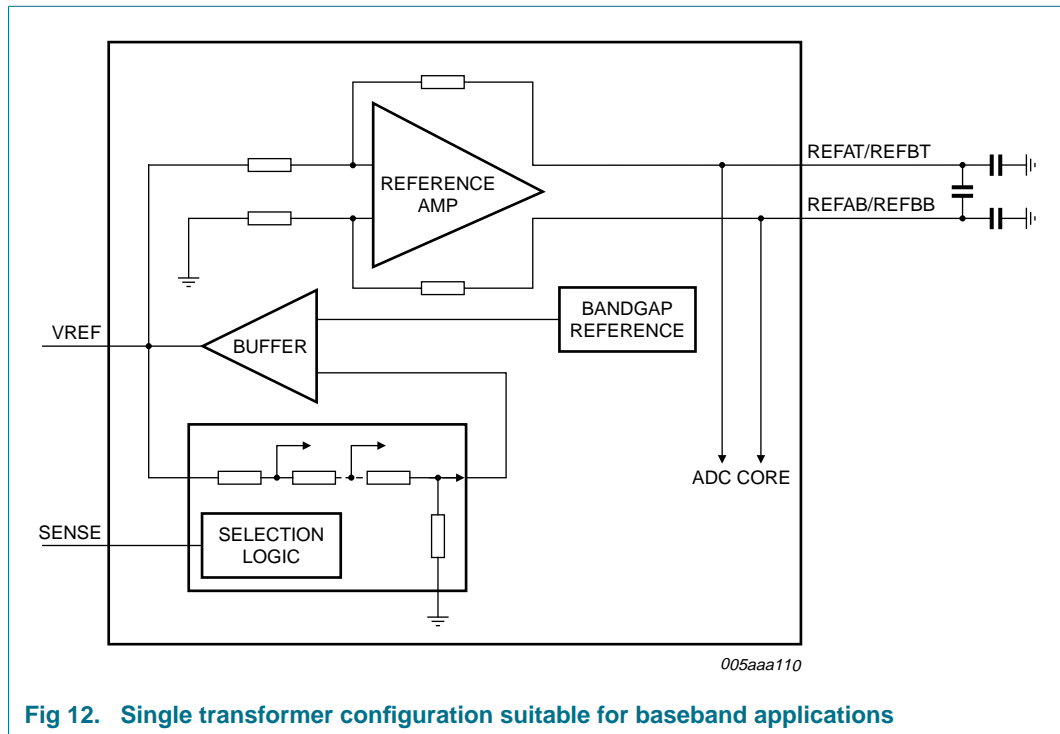 REFERENCE
AMP
REFAT/REFBT
REFAB/REFBB
BANDGAP
REFERENCE
VREF
BUFFER
ADC CORE
SENSE
SELECTION
LOGIC
005aaa110
Fig 12. Single transformer configuration suitable for baseband applications